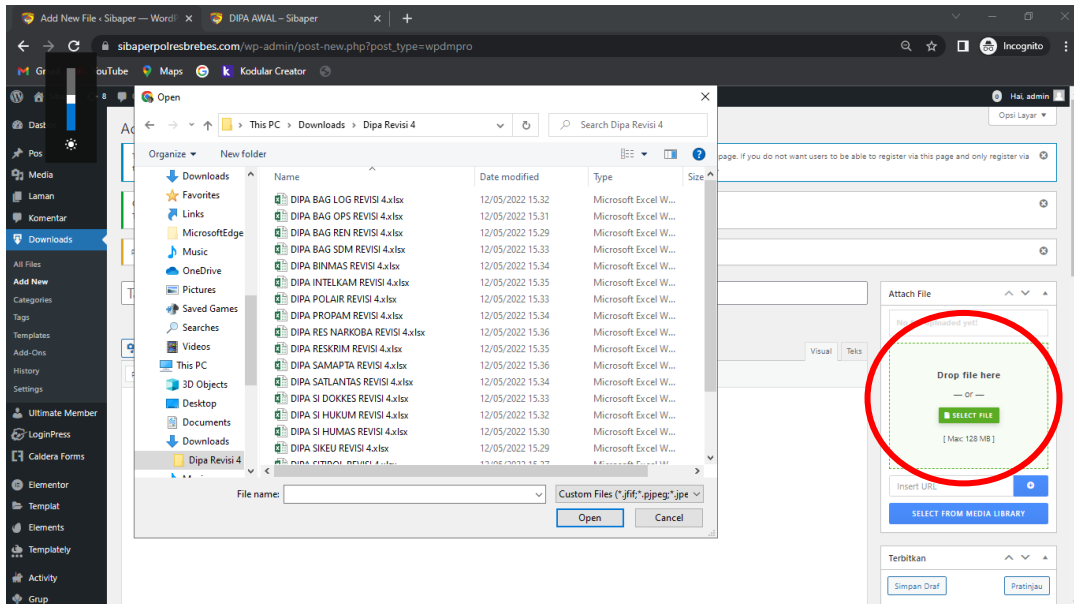 Add New File ‹ Sibaper — WordF
DIPA AWAL – Sibaper
sibaperpolresbrebes.com/wp-admin/post-new.php?post_type=wpdmpro
Incognito
ouTube
Maps
Kodular Creator
8
Hai, admin
Opsi Layar
Open
This PC › Downloads › Dipa Revisi 4
Search Dipa Revisi 4
Organize
New folder
page. If you do not want users to be able to register via this page and only register via
Name
Date modified
Type
Size
DIPA BAG LOG REVISI 4.xlsx 12/05/2022 15.32 Microsoft Excel W...
DIPA BAG OPS REVISI 4.xlsx 12/05/2022 15.31 Microsoft Excel W...
DIPA BAG REN REVISI 4.xlsx 12/05/2022 15.29 Microsoft Excel W...
DIPA BAG SDM REVISI 4.xlsx 12/05/2022 15.33 Microsoft Excel W...
DIPA BINMAS REVISI 4.xlsx 12/05/2022 15.34 Microsoft Excel W...
DIPA INTELKAM REVISI 4.xlsx 12/05/2022 15.35 Microsoft Excel W...
DIPA POLAIR REVISI 4.xlsx 12/05/2022 15.33 Microsoft Excel W...
DIPA PROPAM REVISI 4.xlsx 12/05/2022 15.34 Microsoft Excel W...
DIPA RES NARKOBA REVISI 4.xlsx 12/05/2022 15.36 Microsoft Excel W...
DIPA RESKRIM REVISI 4.xlsx 12/05/2022 15.35 Microsoft Excel W...
DIPA SAMAPTA REVISI 4.xlsx 12/05/2022 15.36 Microsoft Excel W...
DIPA SATLANTAS REVISI 4.xlsx 12/05/2022 15.34 Microsoft Excel W...
DIPA SI DOKKES REVISI 4.xlsx 12/05/2022 15.33 Microsoft Excel W...
DIPA SI HUKUM REVISI 4.xlsx 12/05/2022 15.32 Microsoft Excel W...
DIPA SI HUMAS REVISI 4.xlsx 12/05/2022 15.30 Microsoft Excel W...
DIPA SIKEU REVISI 4.xlsx 12/05/2022 15.29 Microsoft Excel W...
Downloads
Favorites
Links
MicrosoftEdge
Music
OneDrive
Pictures
Saved Games
Searches
Videos
This PC
3D Objects
Desktop
Documents
Downloads
Dipa Revisi 4
File name:
Custom Files (*.jfif;*.pjpeg;*.jpe
Open
Cancel
Dast
Pos
Media
Laman
Komentar
Downloads
All Files
Add New
Categories
Tags
Templates
Add-Ons
History
Settings
Ultimate Member
LoginPress
Caldera Forms
Elementor
Templat
Elements
Templately
Activity
Grup
Visual
Teks
Attach File
Drop file here
— or —
SELECT FILE
[ Max: 128 MB ]
Insert URL
SELECT FROM MEDIA LIBRARY
Terbitkan
Simpan Draf
Pratinjau